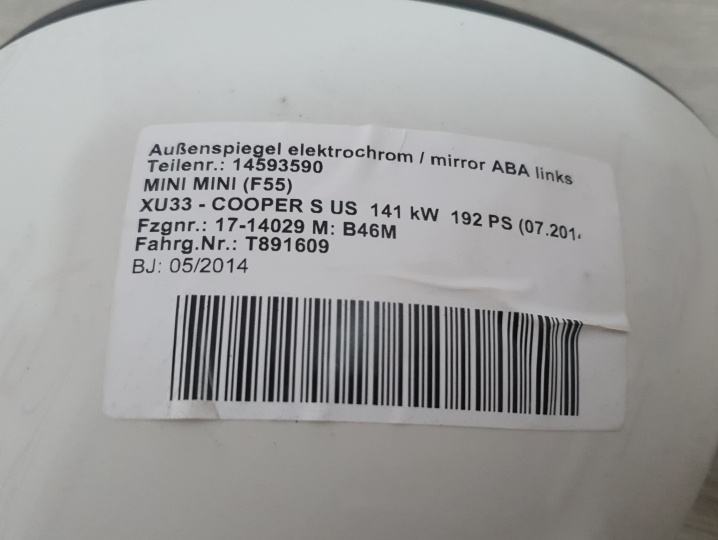 Außenspiegel elektrochrom / mirror ABA links
Teilenr.: 14593590
MINI MINI (F55)
XU33 - COOPER S US 141 kW 192 PS (07.201
Fzgnr.: 17-14029 M: B46M
Fahrg.Nr.: T891609
BJ: 05/2014